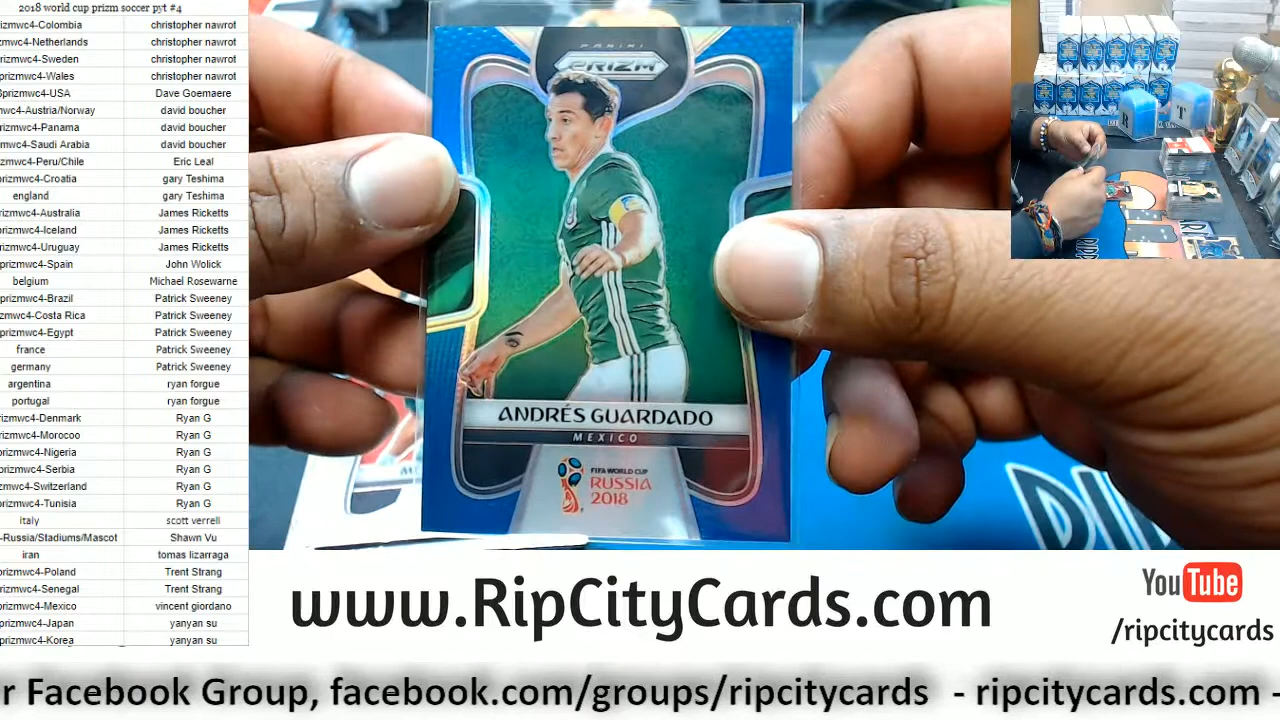 2018 world cup prizm soccer pyt #4
rizmwc4-Colombia christopher nawrot
zmwc4-Netherlands christopher nawrot
rizmwc4-Sweden christopher nawrot
prizmwc4-Wales christopher nawrot
prizmwc4-USA Dave Goemaere
mwc4-Austria/Norway david boucher
rizmwc4-Panama david boucher
mwc4-Saudi Arabia david boucher
izmwc4-Peru/Chile Eric Leal
prizmwc4-Croatia gary Teshima
england gary Teshima
rizmwc4-Australia James Ricketts
prizmwc4-Iceland James Ricketts
rizmwc4-Uruguay James Ricketts
prizmwc4-Spain John Wolick
belgium Michael Rosewarne
prizmwc4-Brazil Patrick Sweeney
zmwc4-Costa Rica Patrick Sweeney
prizmwc4-Egypt Patrick Sweeney
france Patrick Sweeney
germany Patrick Sweeney
argentina ryan forgue
portugal ryan forgue
rizmwc4-Denmark Ryan G
rizmwc4-Morocoo Ryan G
rizmwc4-Nigeria Ryan G
prizmwc4-Serbia Ryan G
mwc4-Switzerland Ryan G
rizmwc4-Tunisia Ryan G
italy scott verrell
-Russia/Stadiums/Mascot Shawn Vu
iran tomas lizarraga
prizmwc4-Poland Trent Strang
rizmwc4-Senegal Trent Strang
prizmwc4-Mexico vincent giordano
prizmwc4-Japan yanyan su
prizmwc4-Korea yanyan su
PANINI
PRIZM
ANDRÉS GUARDADO
MEXICO
FIFA WORLD CUP
RUSSIA
2018
www.RipCityCards.com
YouTube
/ripcitycards
r Facebook Group, facebook.com/groups/ripcitycards - ripcitycards.com -